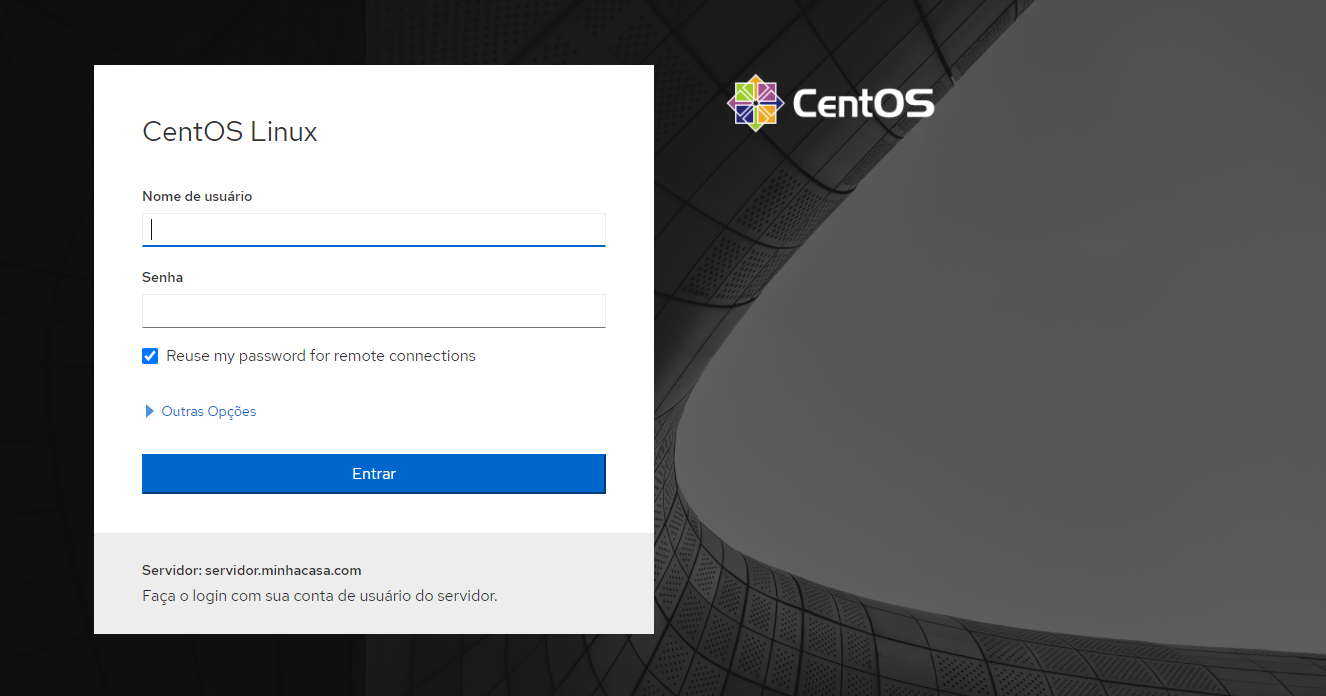 CentOS Linux
Nome de usuário
Senha
Reuse my password for remote connections
Outras Opções
Entrar
Servidor: servidor.minhacasa.com
Faça o login com sua conta de usuário do servidor.
CentOS